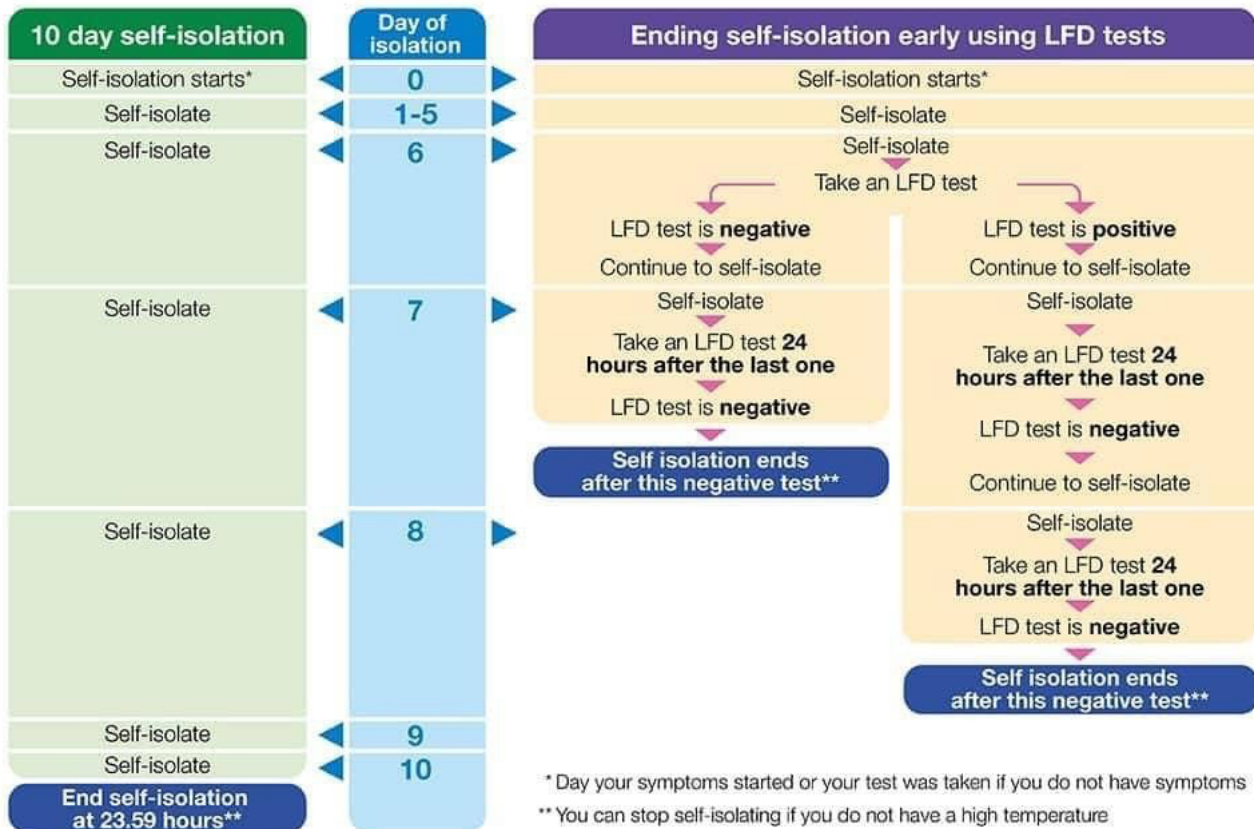 10 day self-isolation
Day of
isolation
Ending self-isolation early using LFD tests
Self-isolation starts*
0
Self-isolation starts*
Self-isolate
1-5
Self-isolate
Self-isolate
6
Self-isolate
Take an LFD test
LFD test is negative
Continue to self-isolate
LFD test is positive
Continue to self-isolate
Self-isolate
7
Self-isolate
Take an LFD test 24
hours after the last one
LFD test is negative
Self isolation ends
after this negative test**
Self-isolate
Take an LFD test 24
hours after the last one
LFD test is negative
Continue to self-isolate
Self-isolate
8
Self-isolate
Take an LFD test 24
hours after the last one
LFD test is negative
Self isolation ends
after this negative test**
Self-isolate
9
Self-isolate
10
End self-isolation
at 23.59 hours**
* Day your symptoms started or your test was taken if you do not have symptoms
** You can stop self-isolating if you do not have a high temperature